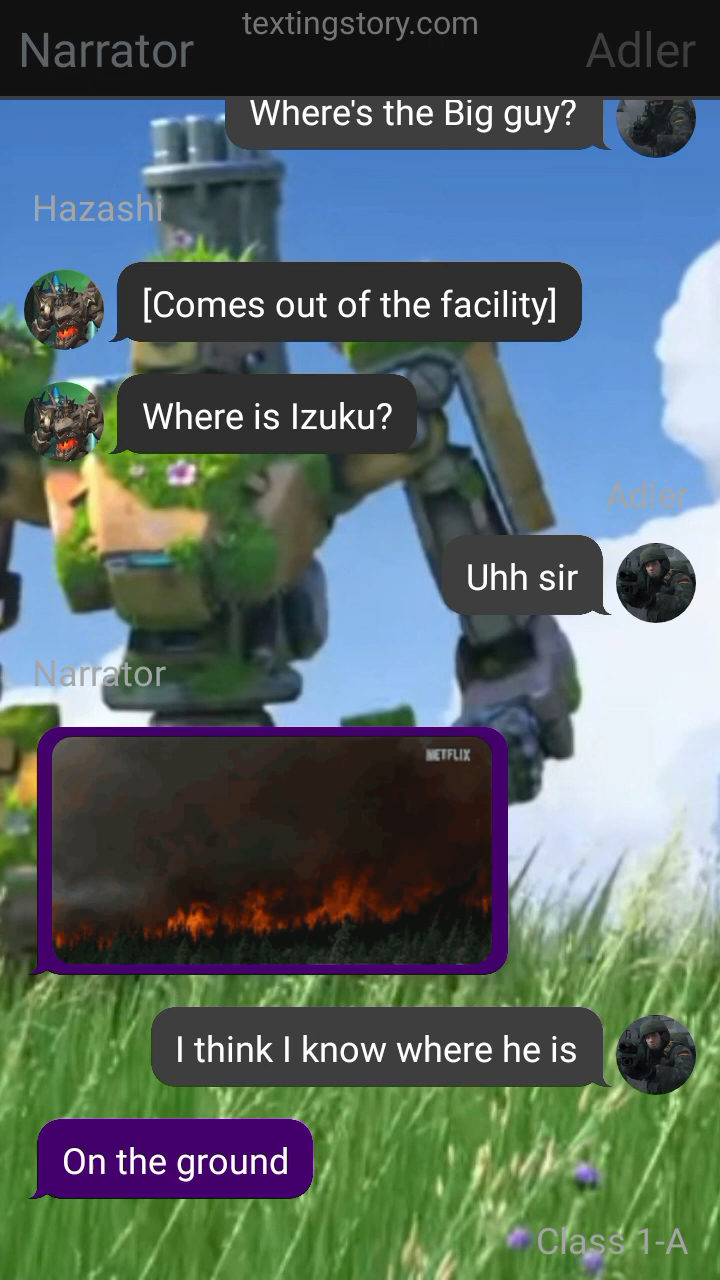 textingstory.com
Narrator
Adler
Where's the Big guy?
Hazashi
[Comes out of the facility]
Where is Izuku?
Adler
Uhh sir
Narrator
NETFLIX
I think I know where he is
On the ground
Class 1-A